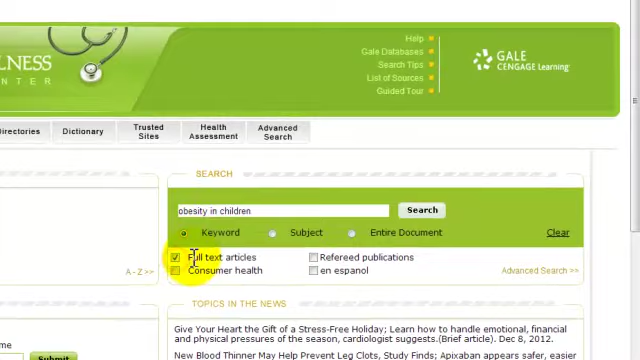 LNESS
NTER
Help
Gale Databases
Search Tips
List of Sources
Guided Tour
GALE
CENGAGE Learning
Directories
Dictionary
Trusted Sites
Health Assessment
Advanced Search
SEARCH
obesity in children
Search
Keyword
Subject
Entire Document
Clear
Full text articles
Refereed publications
Consumer health
en espanol
A - Z >>
Advanced Search >>
TOPICS IN THE NEWS
Give Your Heart the Gift of a Stress-Free Holiday; Learn how to handle emotional, financial
and physical pressures of the season, cardiologist suggests.(Brief article). Dec 8, 2012.
New Blood Thinner May Help Prevent Leg Clots, Study Finds; Apixaban appears safer, easier
me
Submit